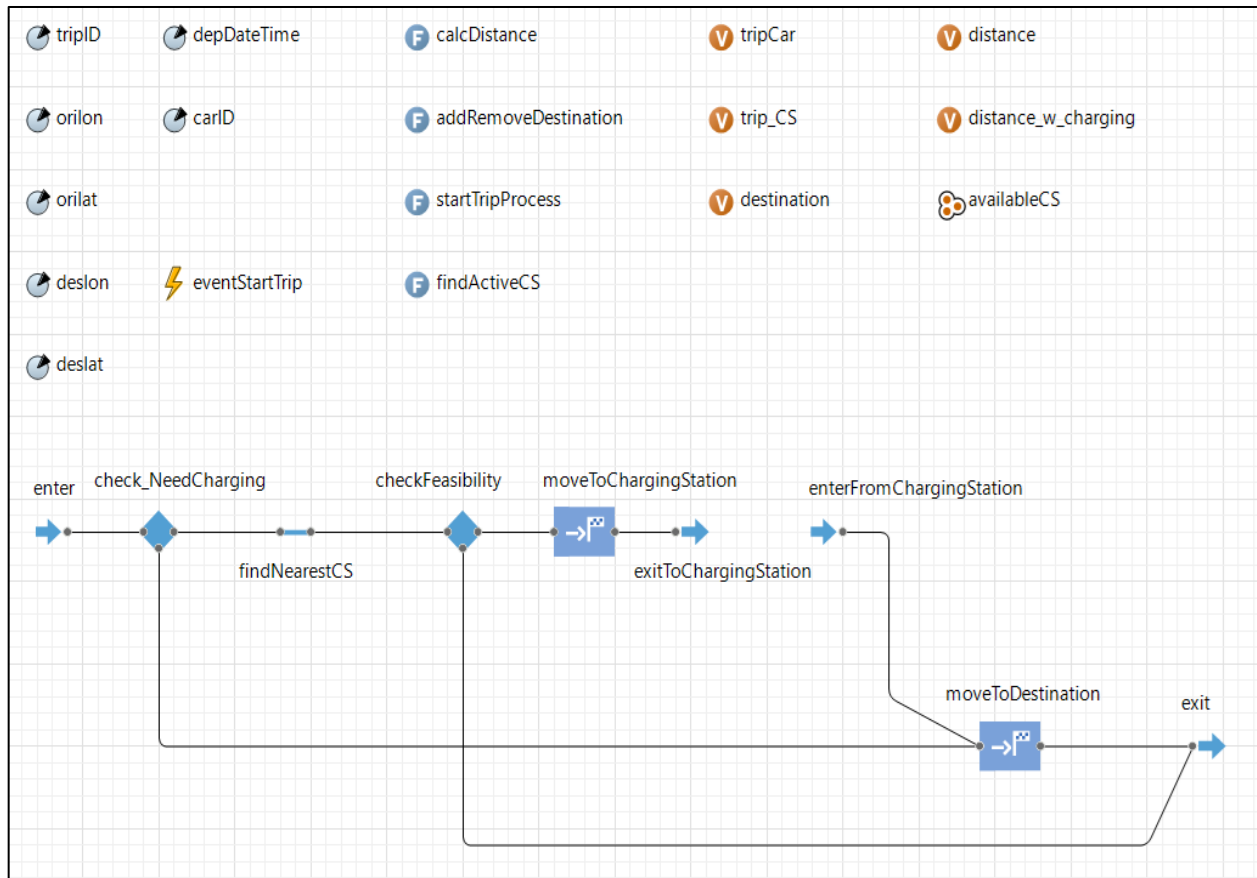 tripID depDateTime F calcDistance V tripCar V distance
orilon carID F addRemoveDestination V trip_CS V distance_w_charging
orilat F startTripProcess V destination availableCS
deslon eventStartTrip F findActiveCS
deslat
enter check_NeedCharging checkFeasibility moveToChargingStation enterFromChargingStation
findNearestCS exitToChargingStation
moveToDestination exit